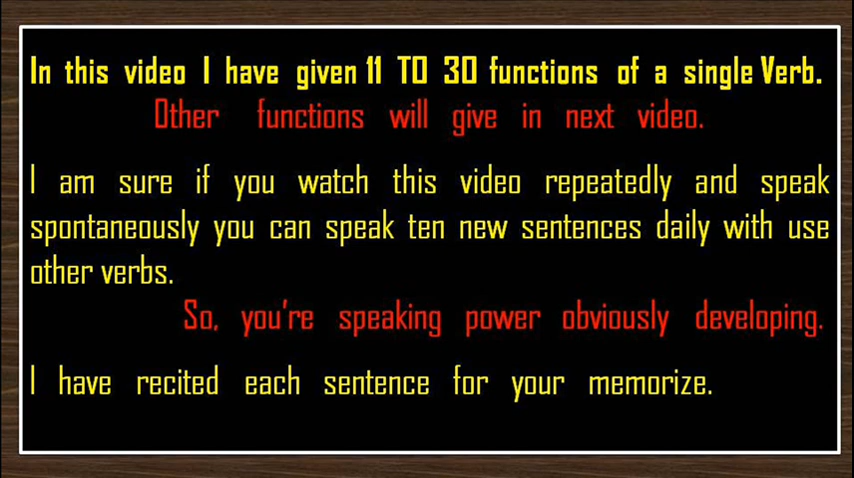 In this video I have given 11 TO 30 functions of a single Verb.
Other functions will give in next video.
I am sure if you watch this video repeatedly and speak
spontaneously you can speak ten new sentences daily with use
other verbs.
So, you're speaking power obviously developing.
I have recited each sentence for your memorize.